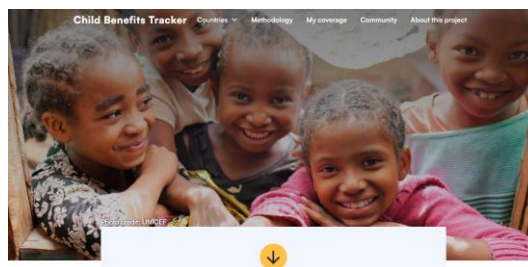 Child Benefits Tracker Countries Methodology My coverage Community About this project
Photo credit: UNICEF